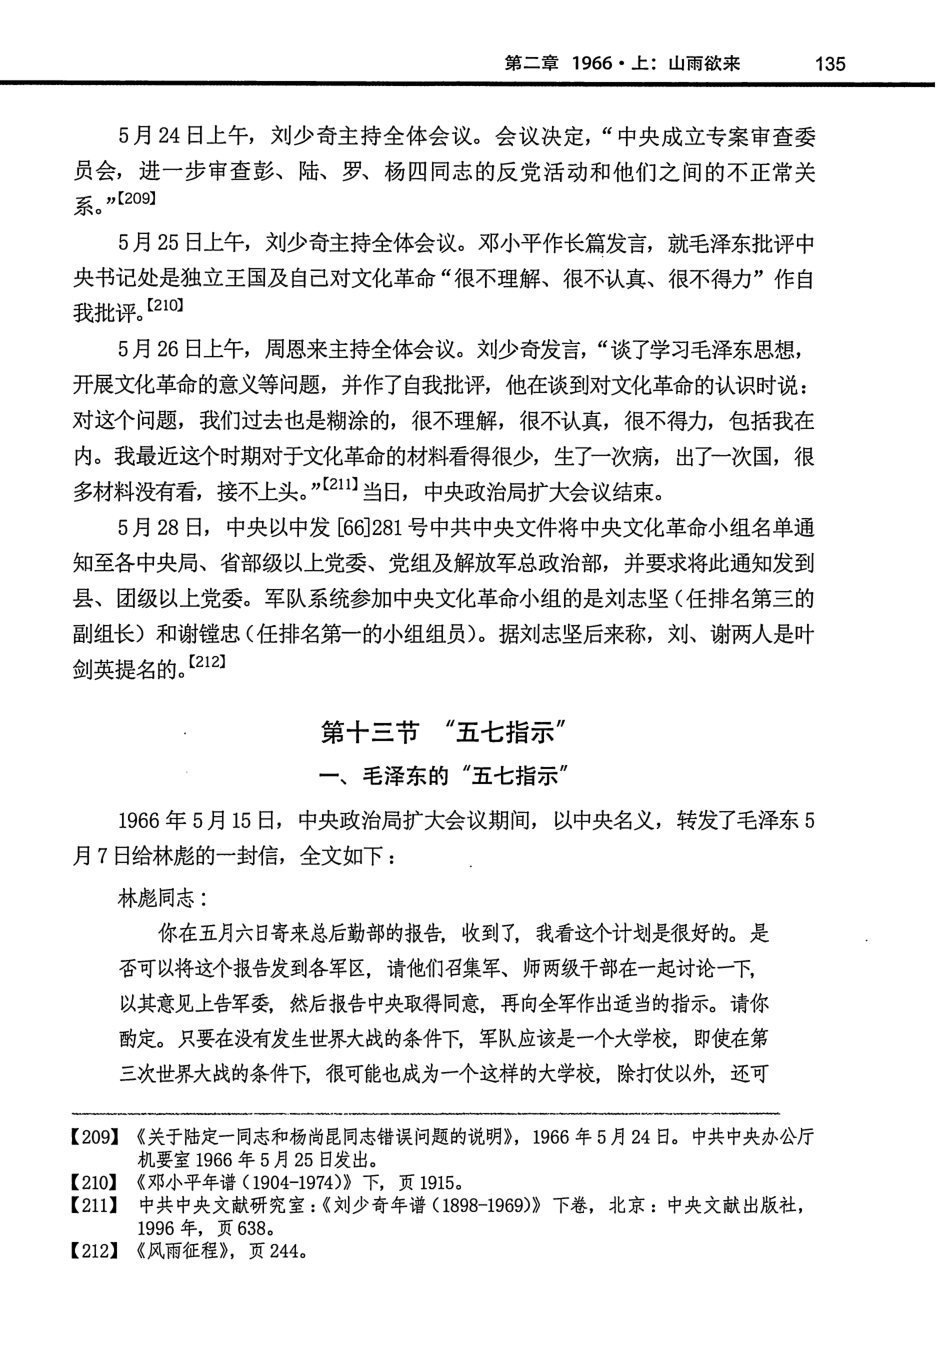 第二章 1966·上：山雨欲来 135
5月24日上午，刘少奇主持全体会议。会议决定，“中央成立专案审查委
员会，进一步审查彭、陆、罗、杨四同志的反党活动和他们之间的不正常关
系。”【209】
5月25日上午，刘少奇主持全体会议。邓小平作长篇发言，就毛泽东批评中
央书记处是独立王国及自己对文化革命“很不理解、很不认真、很不得力”作自
我批评。【210】
5月26日上午，周恩来主持全体会议。刘少奇发言，“谈了学习毛泽东思想，
开展文化革命的意义等问题，并作了自我批评，他在谈到对文化革命的认识时说：
对这个问题，我们过去也是糊涂的，很不理解，很不认真，很不得力，包括我在
内。我最近这个时期对于文化革命的材料看得很少，生了一次病，出了一次国，很
多材料没有看，接不上头。”【211】当日，中央政治局扩大会议结束。
5月28日，中央以中发[66]281号中共中央文件将中央文化革命小组名单通
知至各中央局、省部级以上党委、党组及解放军总政治部，并要求将此通知发到
县、团级以上党委。军队系统参加中央文化革命小组的是刘志坚（任排名第三的
副组长）和谢镗忠（任排名第一的小组组员）。据刘志坚后来称，刘、谢两人是叶
剑英提名的。【212】
第十三节 “五七指示”
一、毛泽东的“五七指示”
1966年5月15日，中央政治局扩大会议期间，以中央名义，转发了毛泽东5
月7日给林彪的一封信，全文如下：
林彪同志：
你在五月六日寄来总后勤部的报告，收到了，我看这个计划是很好的。是
否可以将这个报告发到各军区，请他们召集军、师两级干部在一起讨论一下，
以其意见上告军委，然后报告中央取得同意，再向全军作出适当的指示。请你
酌定。只要在没有发生世界大战的条件下，军队应该是一个大学校，即使在第
三次世界大战的条件下，很可能也成为一个这样的大学校，除打仗以外，还可
【209】《关于陆定一同志和杨尚昆同志错误问题的说明》，1966年5月24日。中共中央办公厅
机要室1966年5月25日发出。
【210】《邓小平年谱（1904-1974）》下，页1915。
【211】 中共中央文献研究室：《刘少奇年谱（1898-1969）》下卷，北京：中央文献出版社，
1996年，页638。
【212】《风雨征程》，页244。